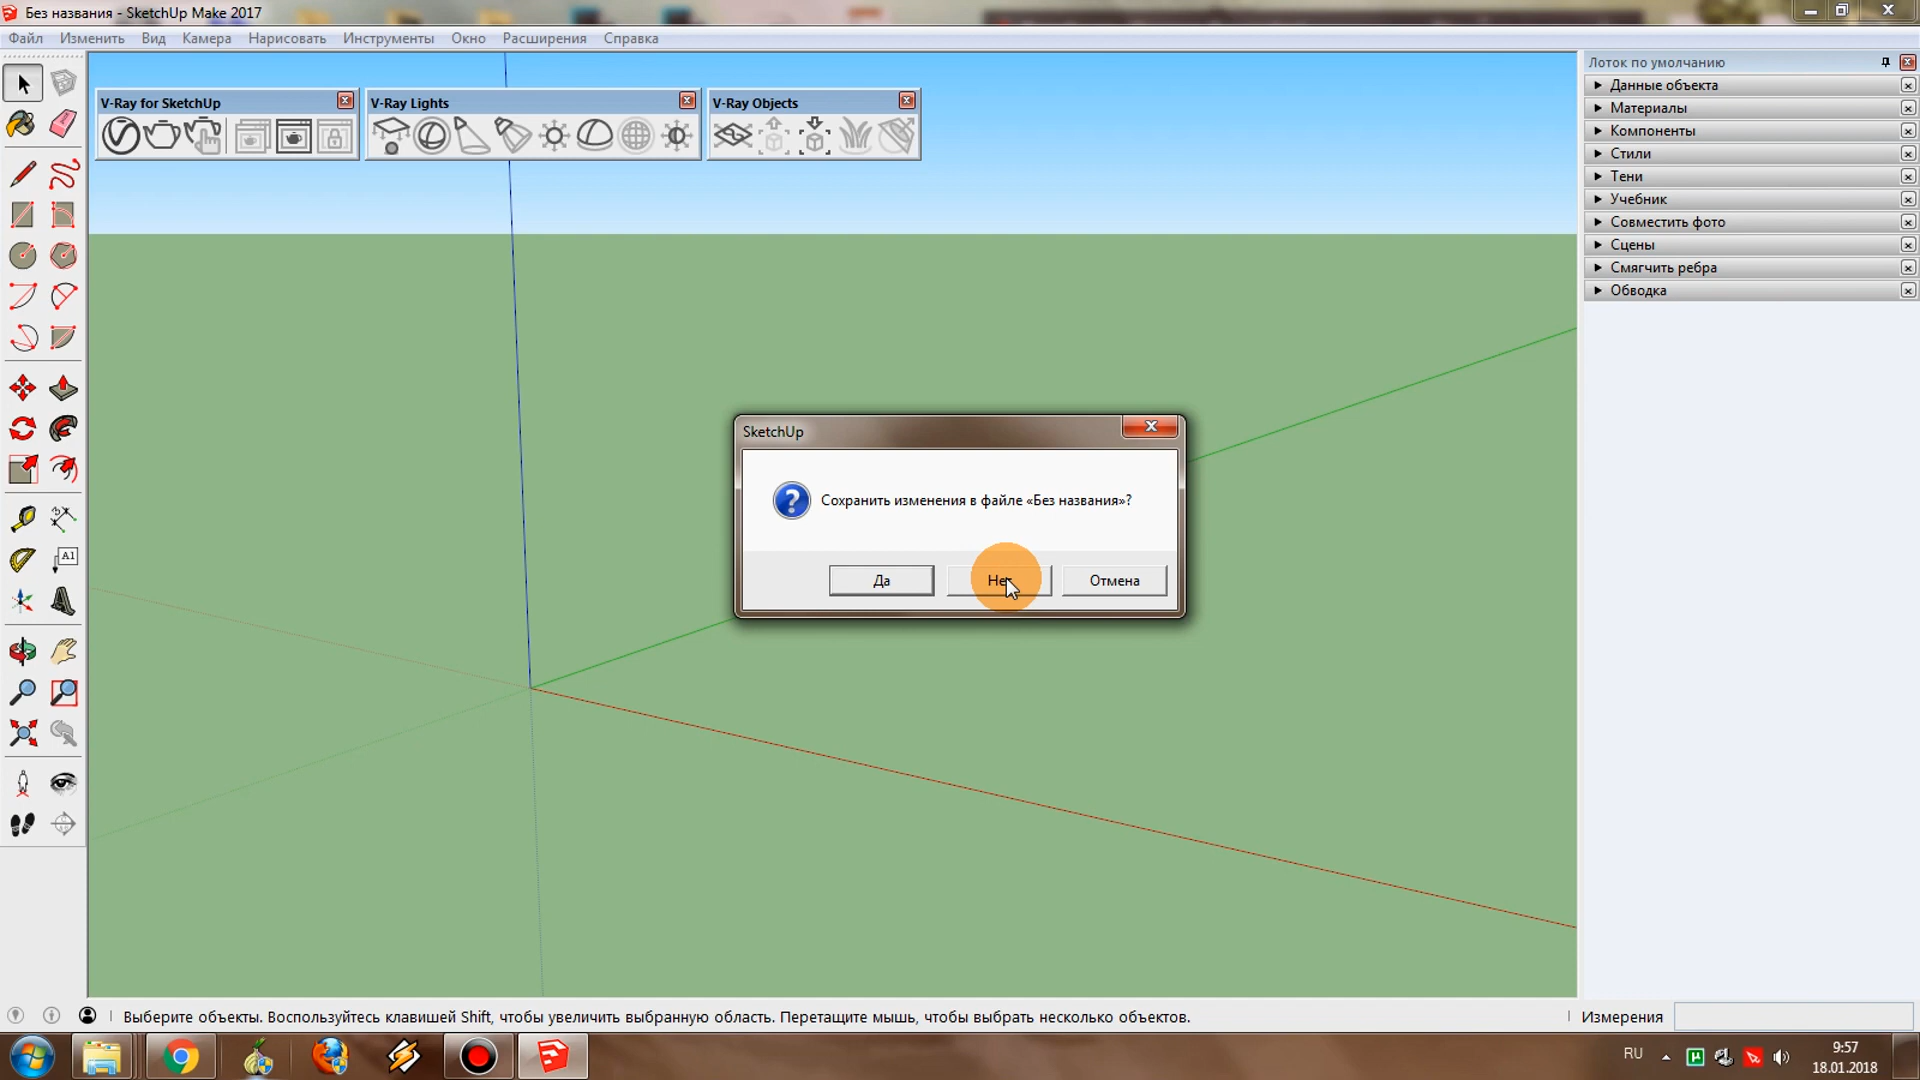 Без названия - SketchUp Make 2017
Файл Изменить Вид Камера Нарисовать Инструменты Окно Расширения Справка
V-Ray for SketchUp
V-Ray Lights
V-Ray Objects
Лоток по умолчанию
Данные объекта
Материалы
Компоненты
Стили
Тени
Учебник
Совместить фото
Сцены
Смягчить ребра
Обводка
A1
SketchUp
Сохранить изменения в файле «Без названия»?
Да Нет Отмена
Выберите объекты. Воспользуйтесь клавишей Shift, чтобы увеличить выбранную область. Перетащите мышь, чтобы выбрать несколько объектов.
Измерения
RU
9:57
18.01.2018